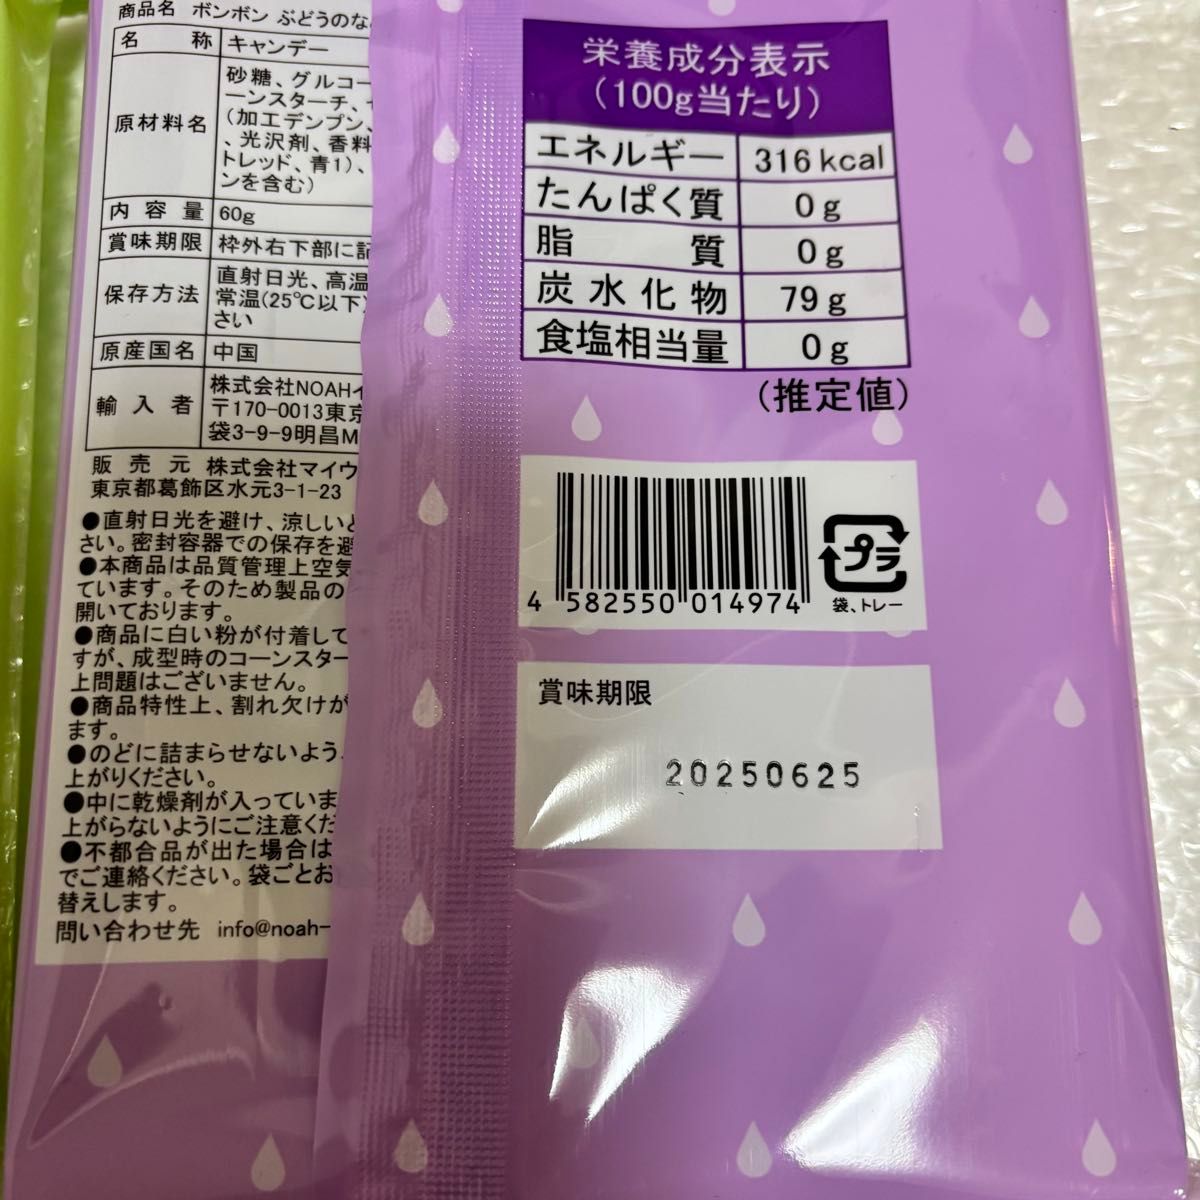 商品名 ボンボン ぶどうのな
名称 キャンデー
原材料名 砂糖、グルコー
ーンスターチ、
(加工デンプン、
、光沢剤、香料
トレッド、青1)、
ンを含む)
内容量 60g
賞味期限 枠外右下部に記
保存方法 直射日光、高温
常温(25℃以下)
さい
原産国名 中国
輸入者 株式会社NOAHイ
〒170-0013東京
袋3-9-9明昌M
販売元 株式会社マイウ
東京都葛飾区水元3-1-23
●直射日光を避け、涼しいと
さい。密封容器での保存を避
●本商品は品質管理上空気
ています。そのため製品の
開いております。
●商品に白い粉が付着して
すが、成型時のコーンスター
上問題はございません。
●商品特性上、割れ欠けが
ます。
●のどに詰まらせないよう、
上がりください。
●中に乾燥剤が入っていま
上がらないようにご注意くだ
●不都合品が出た場合は
でご連絡ください。袋ごとお
替えします。
問い合わせ先 info@noah-
栄養成分表示
(100g当たり)
エネルギー 316kcal
たんぱく質 0g
脂質 0g
炭水化物 79g
食塩相当量 0g
(推定値)
4 582550 014974
プラ
袋、トレー
賞味期限
20250625